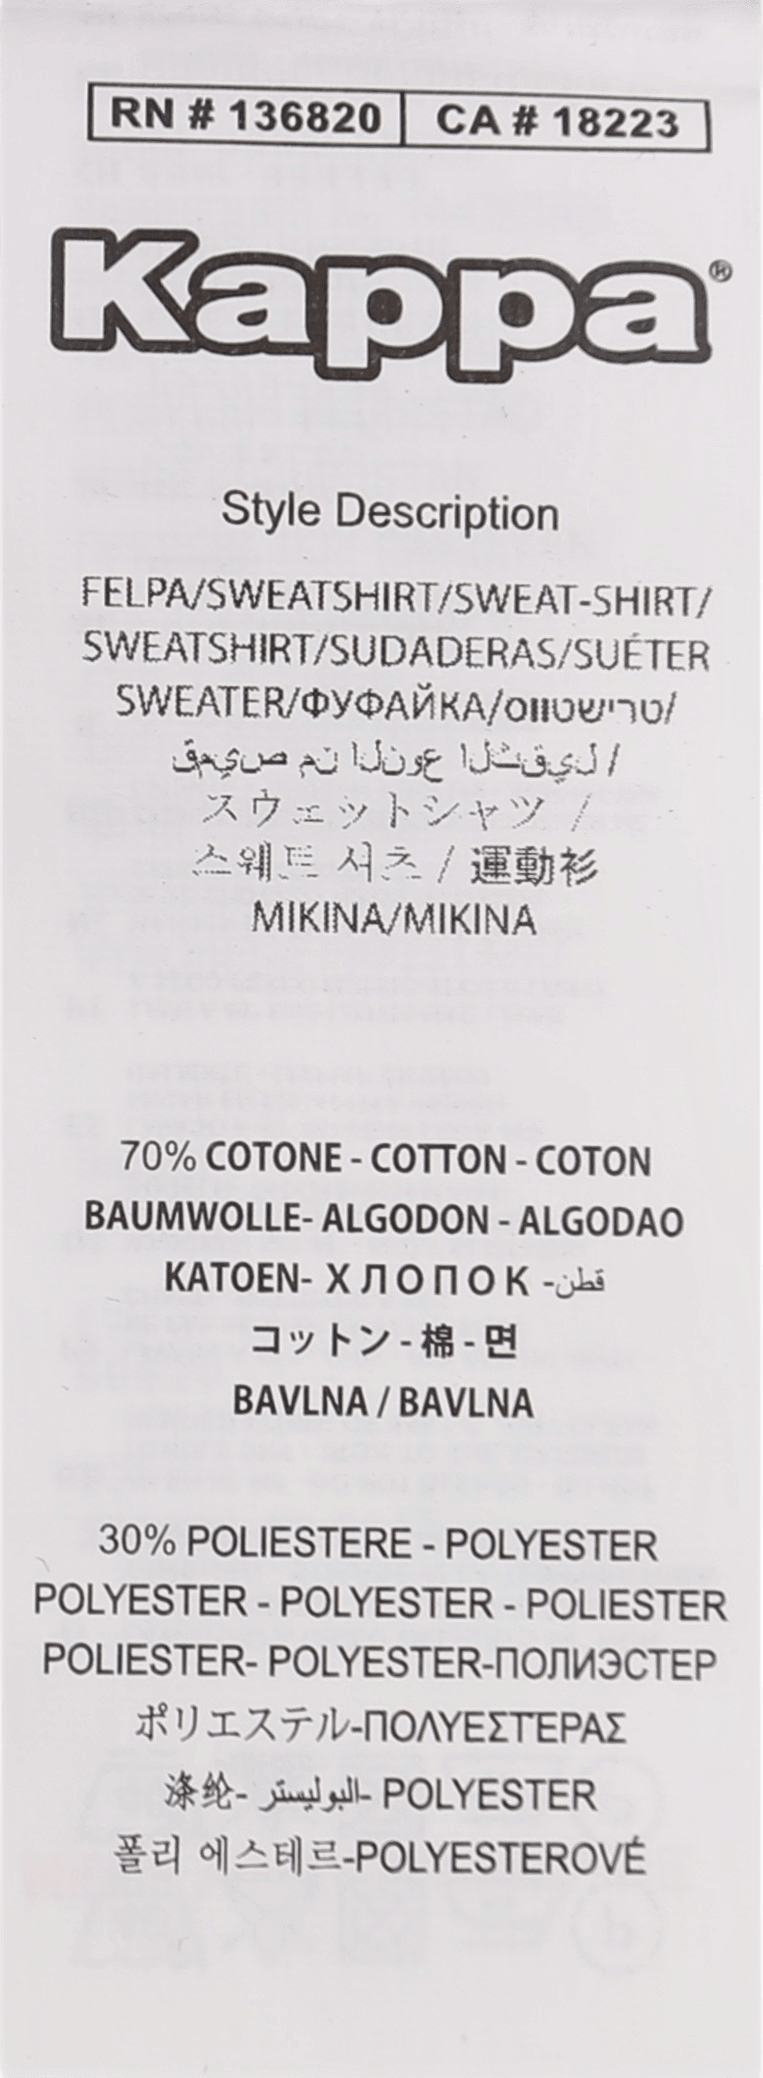 RN # 136820 CA # 18223
Kappa®
Style Description
FELPA/SWEATSHIRT/SWEAT-SHIRT/
SWEATSHIRT/SUDADERAS/SUÉTER
SWEATER/ФУФАЙКА/סווטשירט/
قميص من النوع الثقيل /
スウェットシャツ /
스웨트 셔츠 / 運動衫
MIKINA/MIKINA
70% COTONE - COTTON - COTON
BAUMWOLLE- ALGODON - ALGODAO
KATOEN- ХЛОПОК -قطن
コットン - 棉 - 면
BAVLNA / BAVLNA
30% POLIESTERE - POLYESTER
POLYESTER - POLYESTER - POLIESTER
POLIESTER- POLYESTER-ПОЛИЭСТЕР
ポリエステル-ΠΟΛΥΕΣΤΈΡΑΣ
涤纶- البوليستر- POLYESTER
폴리 에스테르-POLYESTEROVÉ